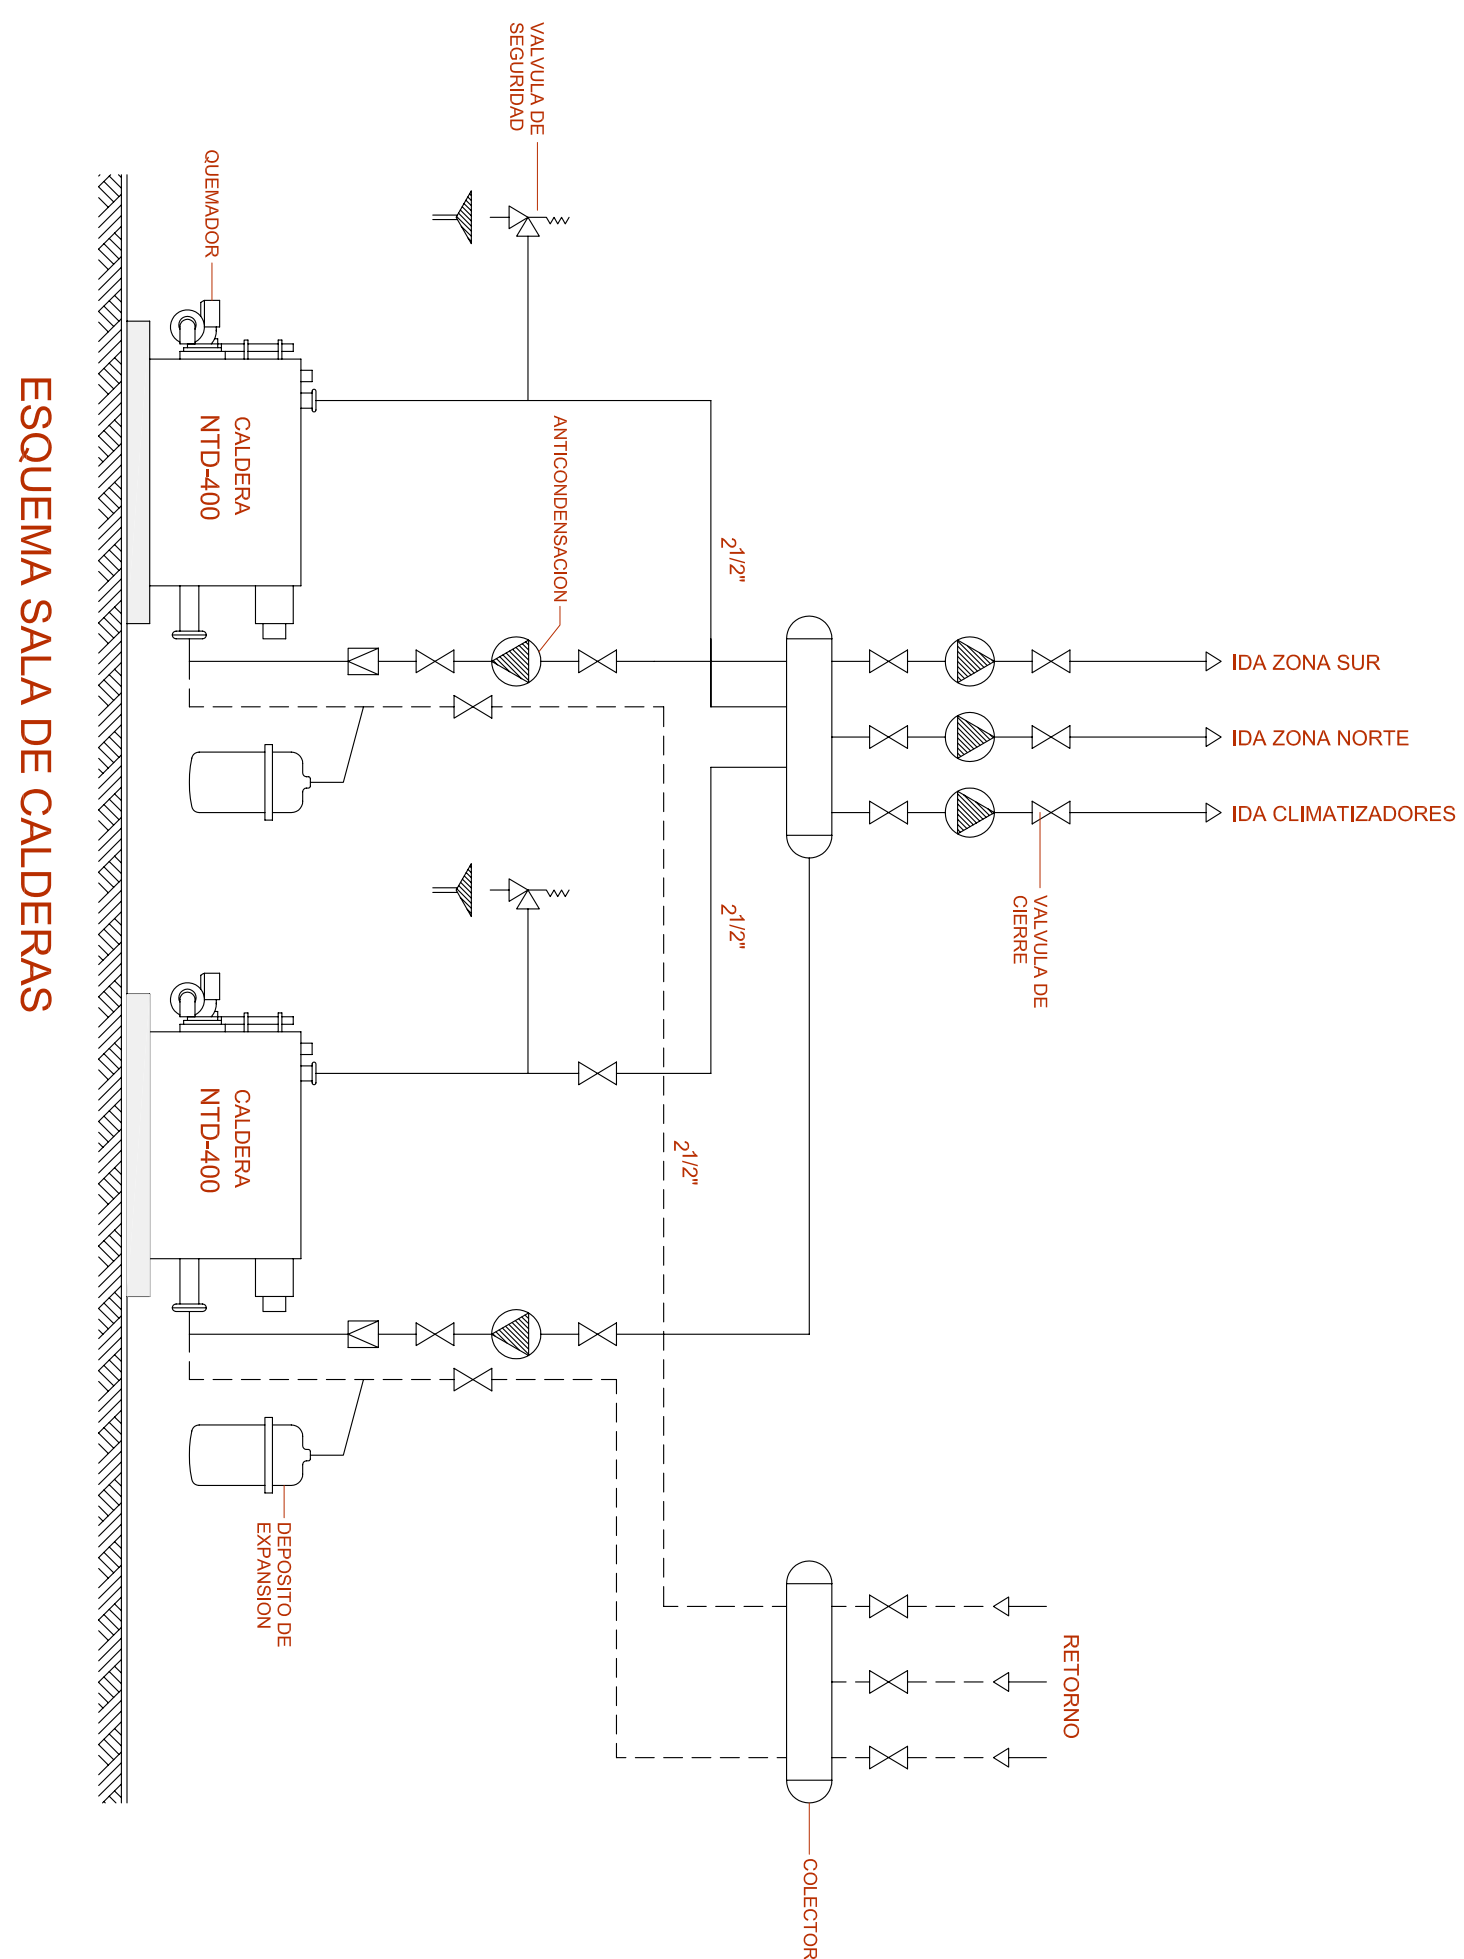 VALVULA DE
SEGURIDAD
QUEMADOR
CALDERA
NTD-400
ANTICONDENSACION
2 1/2"
IDA ZONA SUR
IDA ZONA NORTE
IDA CLIMATIZADORES
VALVULA DE
CIERRE
2 1/2"
CALDERA
NTD-400
2 1/2"
DEPOSITO DE
EXPANSION
RETORNO
COLECTOR
ESQUEMA SALA DE CALDERAS